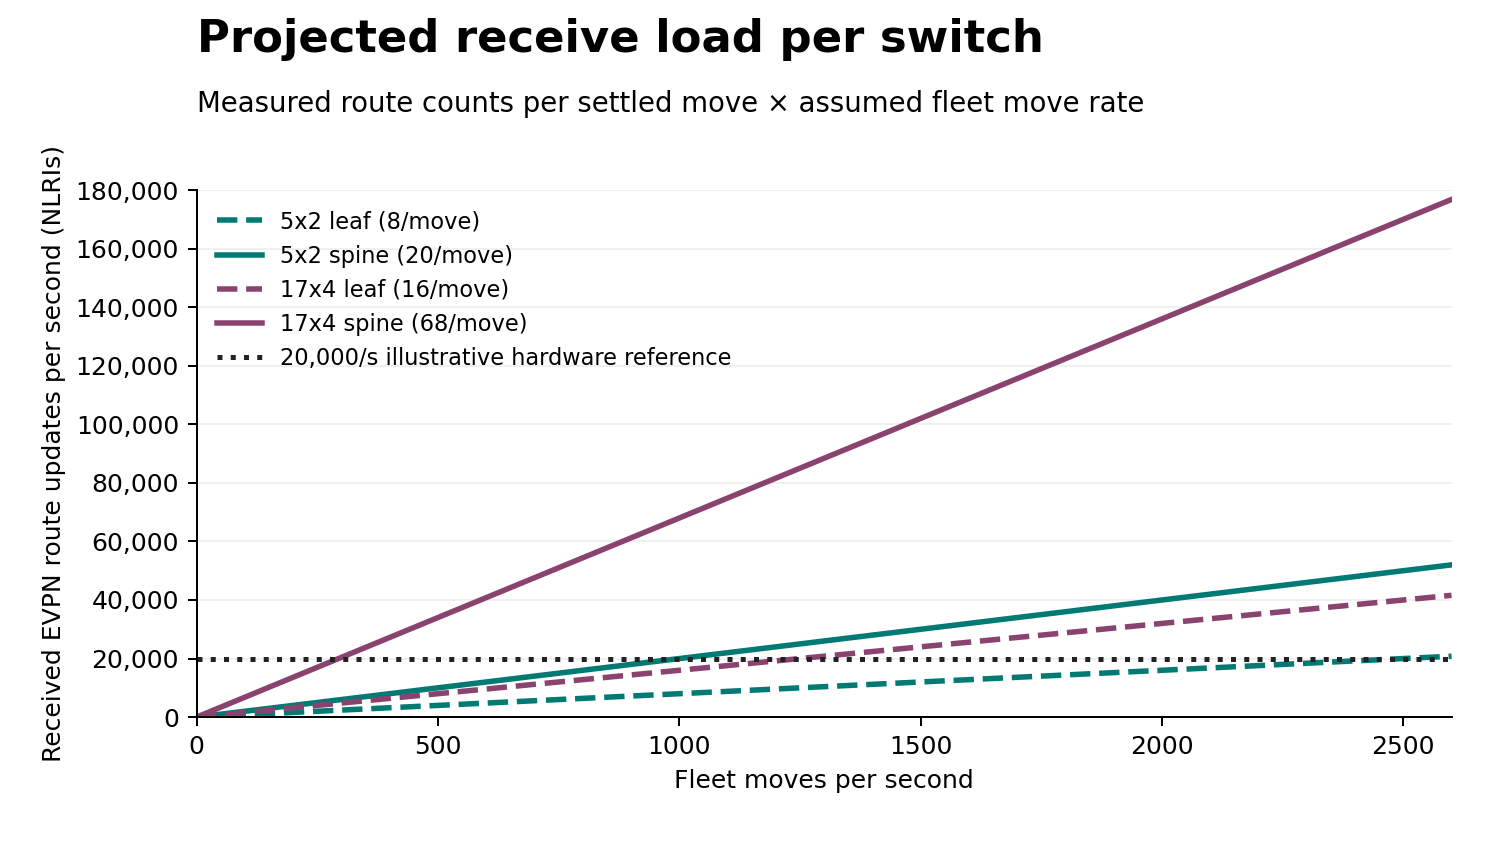 Projected receive load per switch
Measured route counts per settled move × assumed fleet move rate
Received EVPN route updates per second (NLRIs)
180,000
160,000
140,000
120,000
100,000
80,000
60,000
40,000
20,000
0
5x2 leaf (8/move)
5x2 spine (20/move)
17x4 leaf (16/move)
17x4 spine (68/move)
20,000/s illustrative hardware reference
0 500 1000 1500 2000 2500
Fleet moves per second